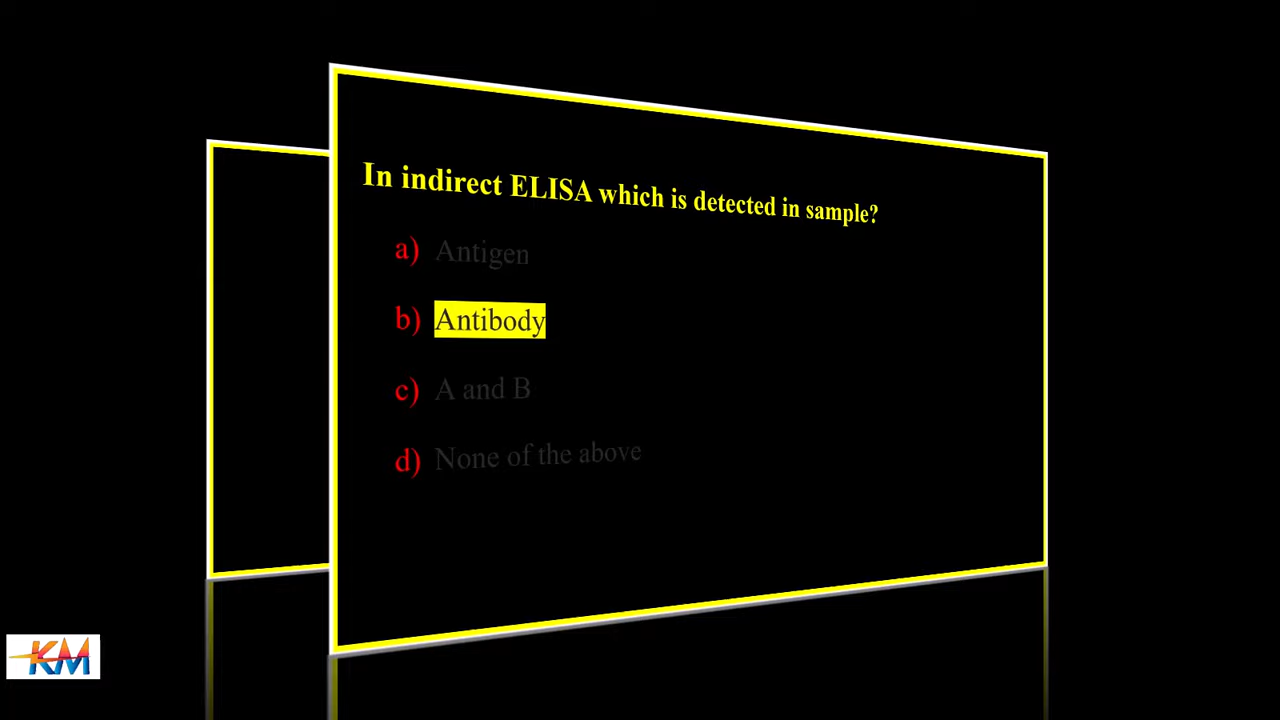 In indirect ELISA which is detected in sample?
a) Antigen
b) Antibody
c) A and B
d) None of the above
KM